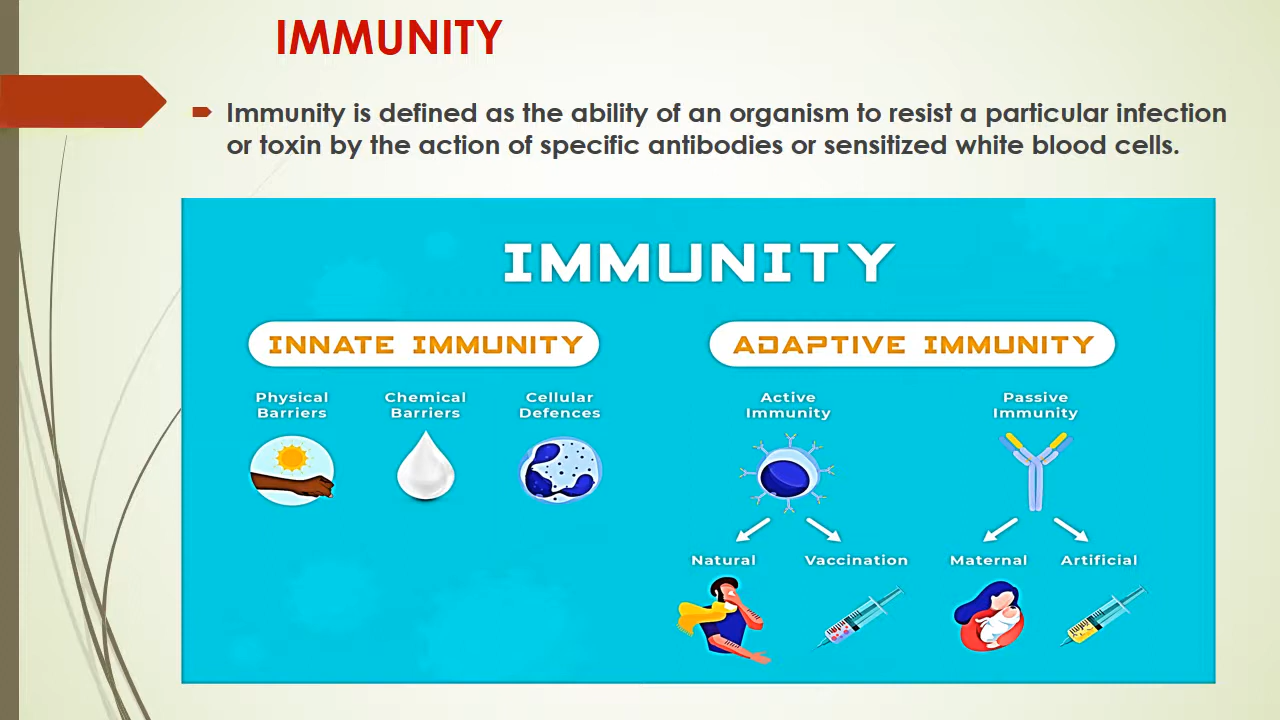 IMMUNITY
Immunity is defined as the ability of an organism to resist a particular infection
or toxin by the action of specific antibodies or sensitized white blood cells.
IMMUNITY
INNATE IMMUNITY
ADAPTIVE IMMUNITY
Physical
Barriers
Chemical
Barriers
Cellular
Defences
Active
Immunity
Passive
Immunity
Natural
Vaccination
Maternal
Artificial